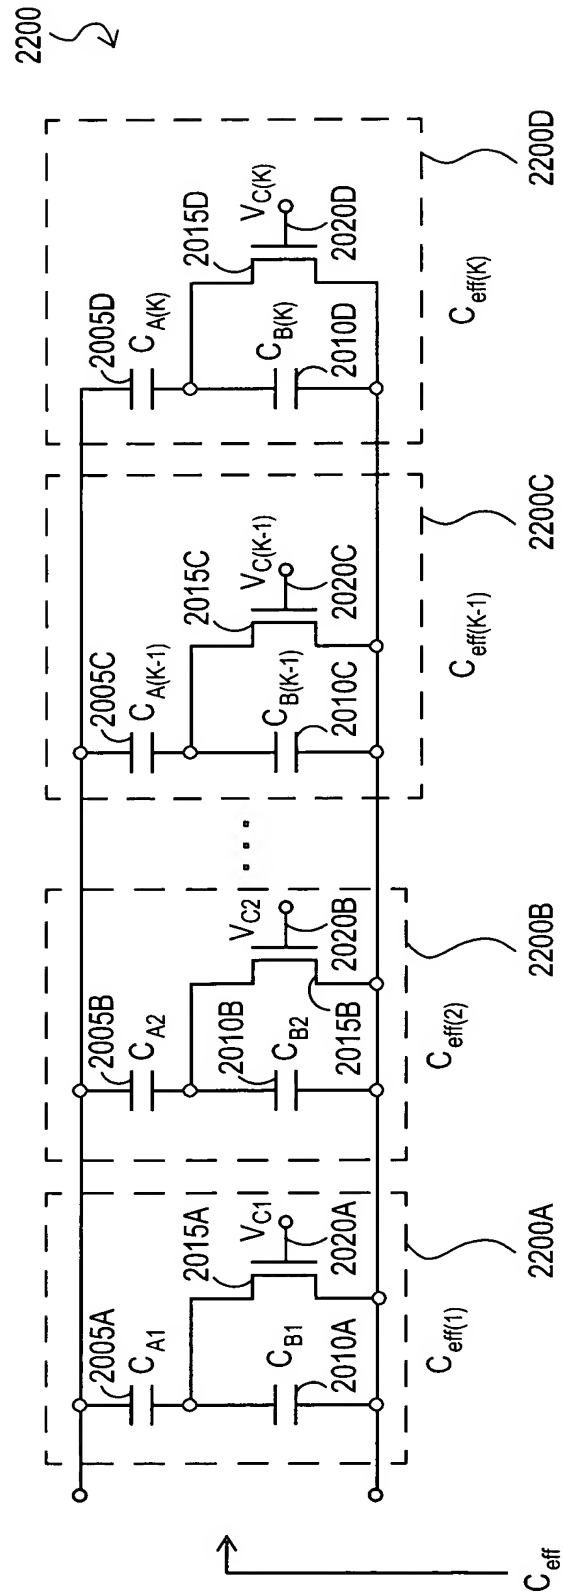 2200
2005A
C_A1
2015A
V_C1
C_B1
2010A
2020A
C_eff(1)
2200A
2005B
C_A2
2010B
V_C2
C_B2
2020B
2015B
C_eff(2)
2200B
. . .
2005C
C_A(K-1)
2015C
V_C(K-1)
C_B(K-1)
2010C
2020C
C_eff(K-1)
2200C
2005D
C_A(K)
2015D
V_C(K)
C_B(K)
2010D
2020D
C_eff(K)
2200D
C_eff